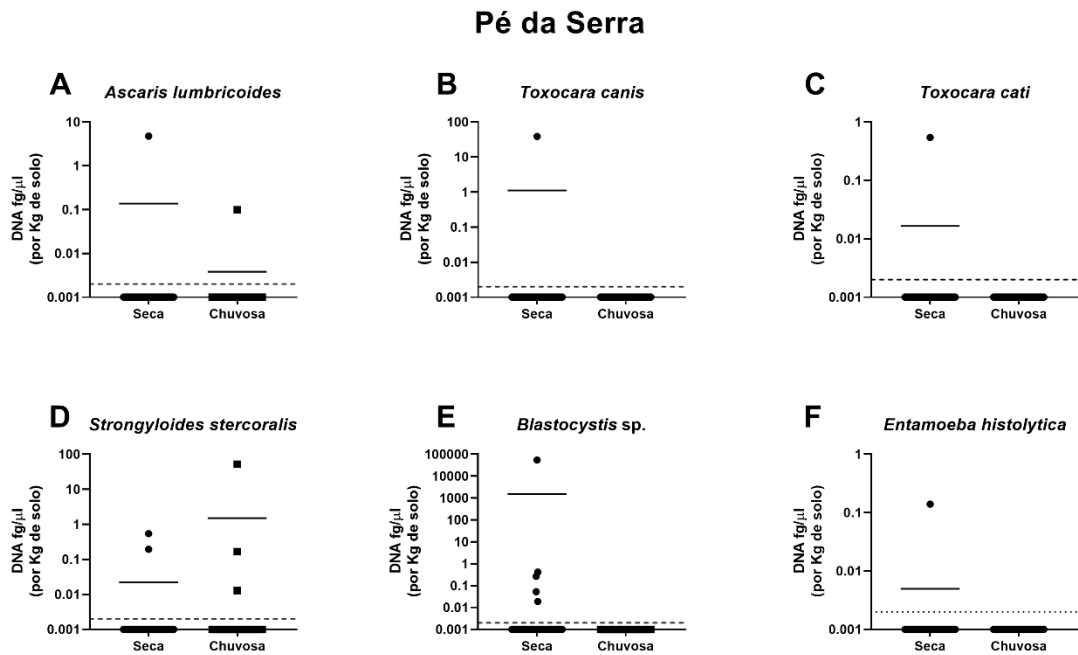 Pé da Serra
A
Ascaris lumbricoides
DNA fg/µl
(por Kg de solo)
10
1
0.1
0.01
0.001
Seca
Chuvosa
B
Toxocara canis
DNA fg/µl
(por Kg de solo)
100
10
1
0.1
0.01
0.001
Seca
Chuvosa
C
Toxocara cati
DNA fg/µl
(por Kg de solo)
1
0.1
0.01
0.001
Seca
Chuvosa
D
Strongyloides stercoralis
DNA fg/µl
(por Kg de solo)
100
10
1
0.1
0.01
0.001
Seca
Chuvosa
E
Blastocystis sp.
DNA fg/µl
(por Kg de solo)
100000
10000
1000
100
10
1
0.1
0.01
0.001
Seca
Chuvosa
F
Entamoeba histolytica
DNA fg/µl
(por Kg de solo)
1
0.1
0.01
0.001
Seca
Chuvosa